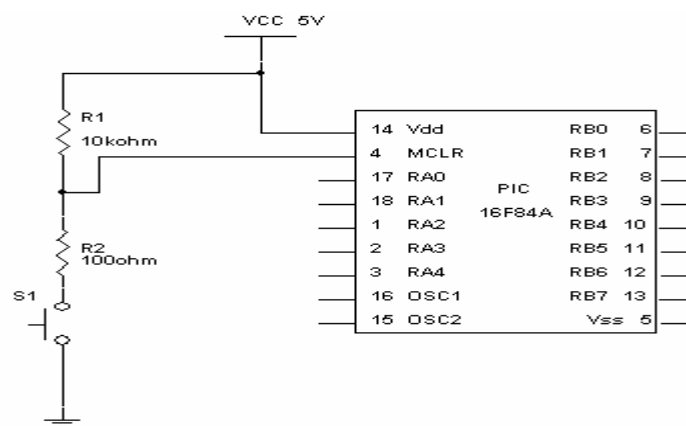 VCC 5V
R1
10kohm
R2
100ohm
S1
14 Vdd RB0 6
4 MCLR RB1 7
17 RA0 RB2 8
PIC
18 RA1 RB3 9
16F84A
1 RA2 RB4 10
2 RA3 RB5 11
3 RA4 RB6 12
16 OSC1 RB7 13
15 OSC2 Vss 5